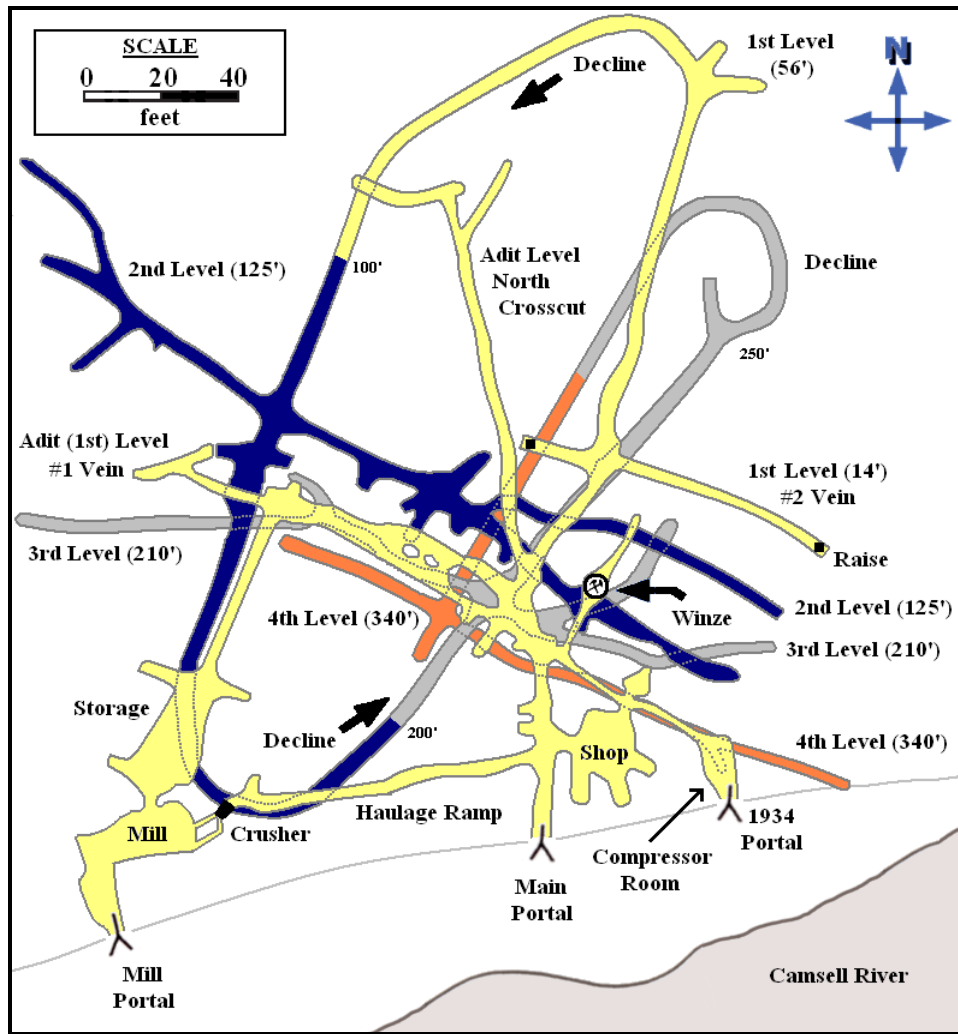 SCALE
0 20 40
feet
Decline
1st Level
(56')
N
2nd Level (125')
100'
Adit Level
North
Crosscut
Decline
250'
Adit (1st) Level
#1 Vein
1st Level (14')
#2 Vein
3rd Level (210')
Raise
4th Level (340')
Winze
2nd Level (125')
3rd Level (210')
Storage
Decline
200'
Shop
4th Level (340')
Mill
Crusher
Haulage Ramp
1934
Portal
Compressor
Room
Main
Portal
Mill
Portal
Camsell River